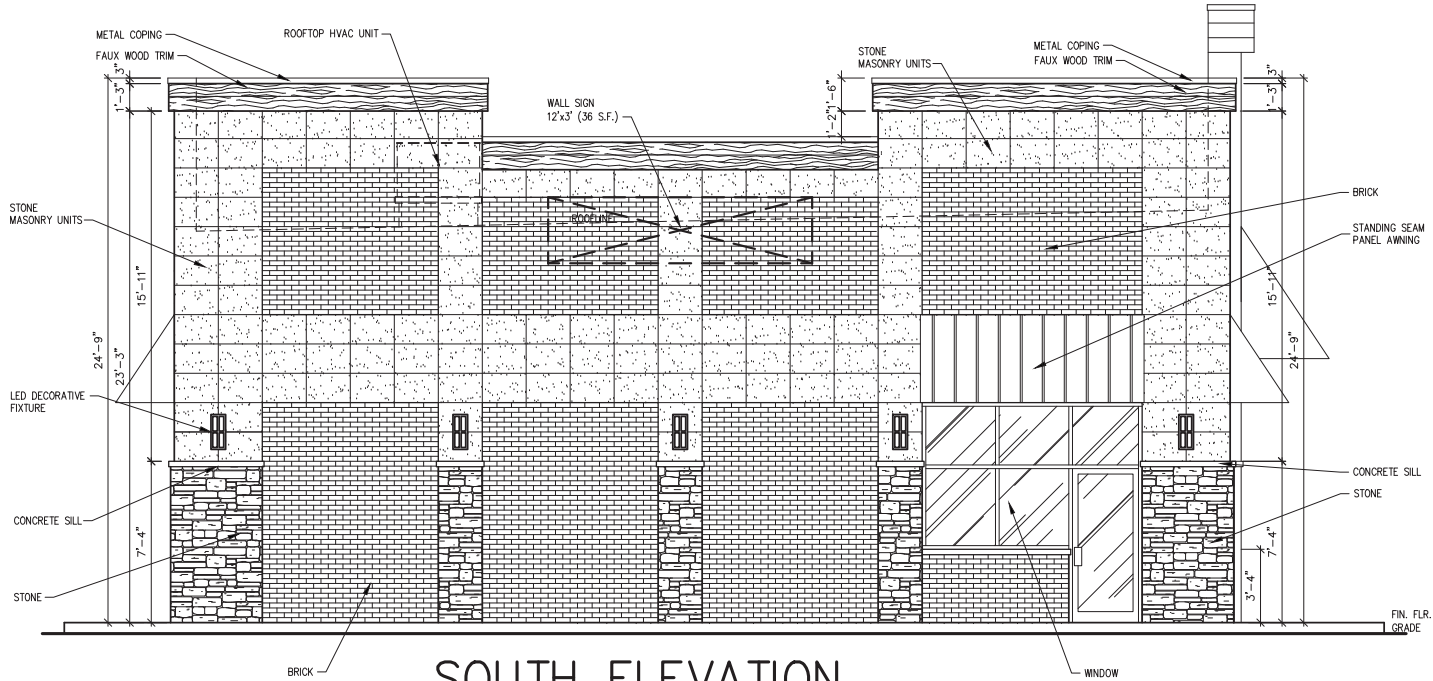 METAL COPING
FAUX WOOD TRIM
ROOFTOP HVAC UNIT
STONE
MASONRY UNITS
METAL COPING
FAUX WOOD TRIM
WALL SIGN
12'x3' (36 S.F.)
3"
1'-3"
1'-6"
1'-2"
3"
1'-3"
STONE
MASONRY UNITS
ROOFLINE
BRICK
STANDING SEAM
PANEL AWNING
15'-11"
15'-11"
24'-9"
23'-3"
24'-9"
LED DECORATIVE
FIXTURE
CONCRETE SILL
STONE
CONCRETE SILL
STONE
7'-4"
7'-4"
3'-4"
FIN. FLR.
GRADE
BRICK
WINDOW
SOUTH ELEVATION